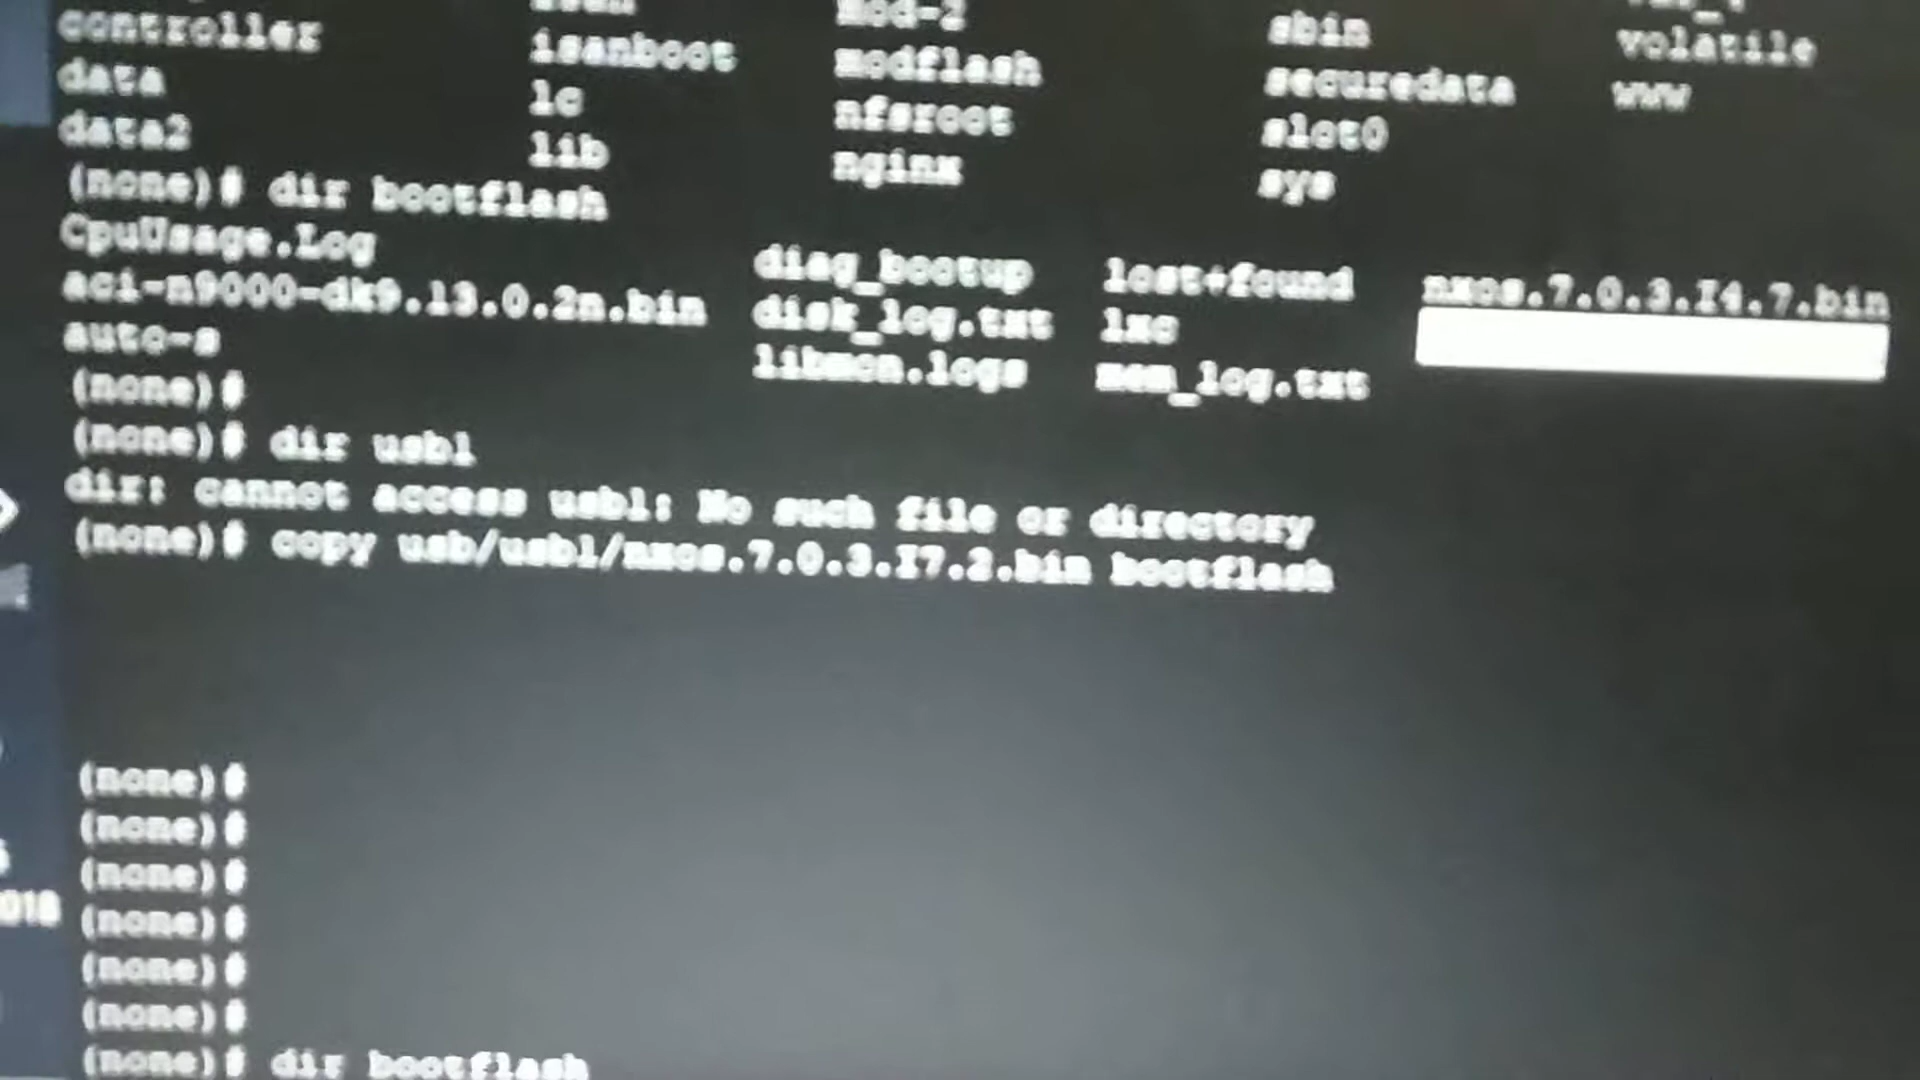 controller isanboot mod-2 sbin volatile
data lc modflash securedata www
data2 lib nfsroot slot0
nginx sys
(none)# dir bootflash
CpuUsage.Log diag_bootup lost+found nxos.7.0.3.I4.7.bin
aci-n9000-dk9.13.0.2n.bin disk_log.txt lxc
auto-s libmon.logs mem_log.txt
(none)#
(none)# dir usb1
dir: cannot access usb1: No such file or directory
(none)# copy usb/usb1/nxos.7.0.3.I7.2.bin bootflash
(none)#
(none)#
(none)#
(none)#
(none)#
(none)#
(none)# dir bootflash
018